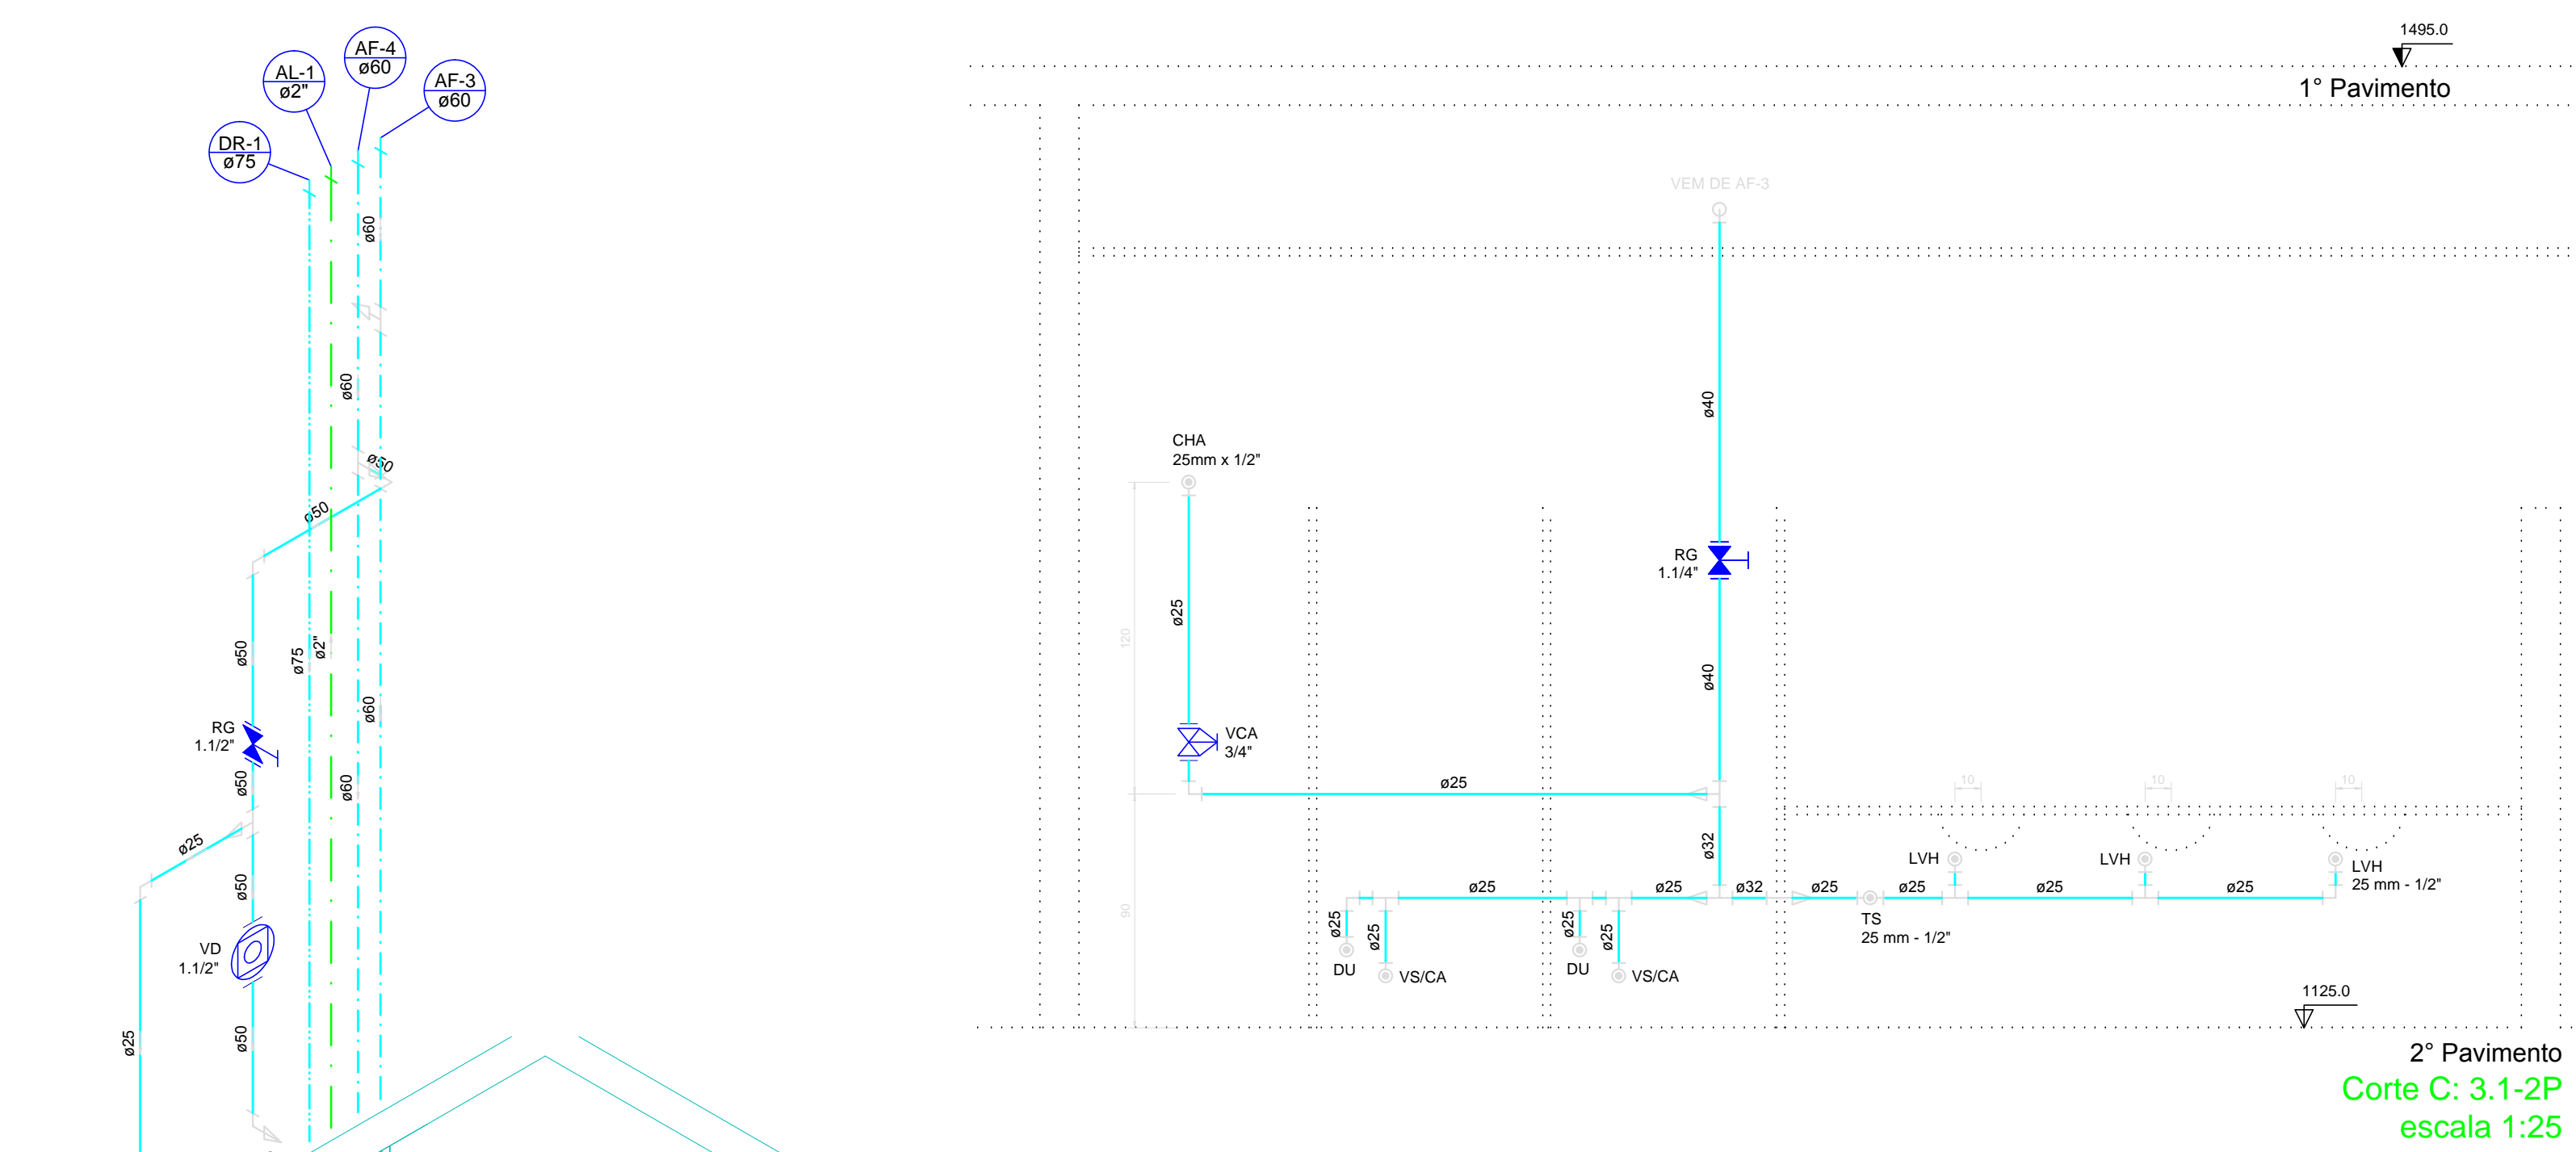 AF-4
ø60
AL-1
ø2"
AF-3
ø60
DR-1
ø75
ø60
ø60
ø50
ø50
ø50
ø75
ø2"
ø60
RG
1.1/2"
ø50
ø60
ø25
ø50
VD
1.1/2"
ø25
ø50
1495.0
1° Pavimento
VEM DE AF-3
ø40
CHA
25mm x 1/2"
RG
1.1/4"
ø25
120
ø40
VCA
3/4"
ø25
10
10
10
ø32
LVH
LVH
LVH
25 mm - 1/2"
ø25
ø25
ø32
ø25
ø25
ø25
ø25
90
ø25
ø25
ø25
ø25
TS
25 mm - 1/2"
DU
VS/CA
DU
VS/CA
1125.0
2° Pavimento
Corte C: 3.1-2P
escala 1:25